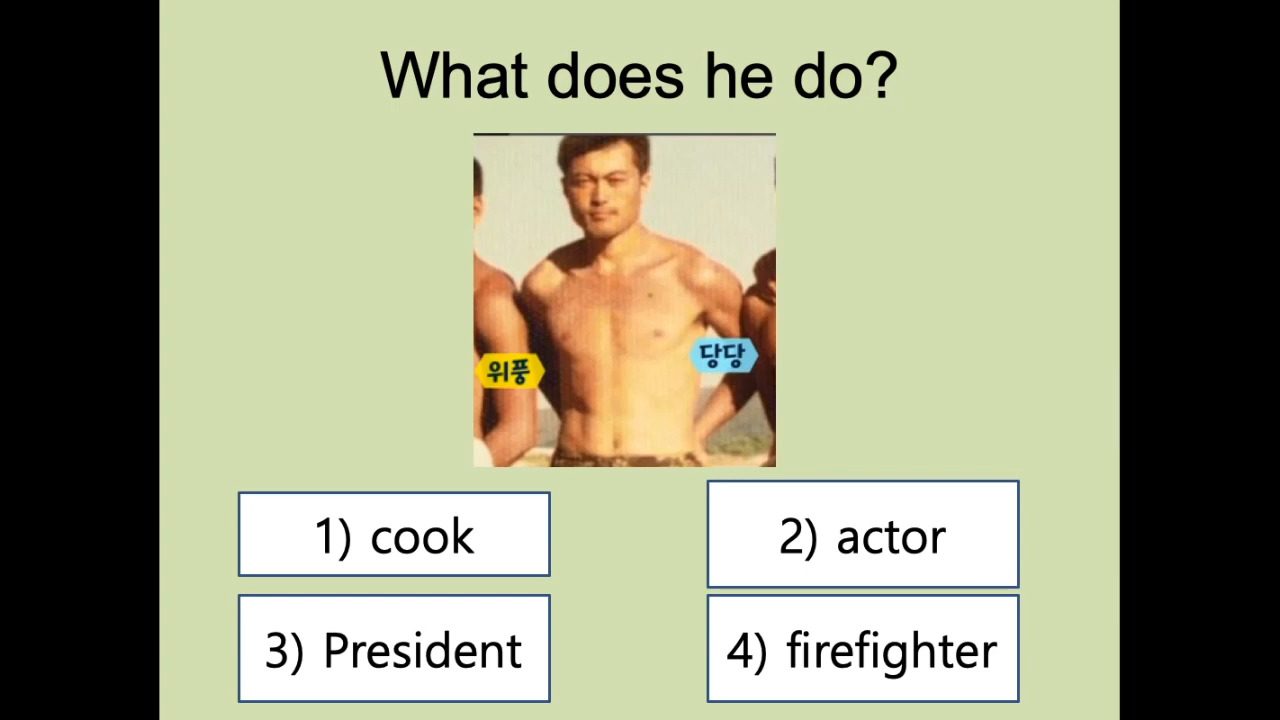 What does he do?
위풍
당당
1) cook
2) actor
3) President
4) firefighter